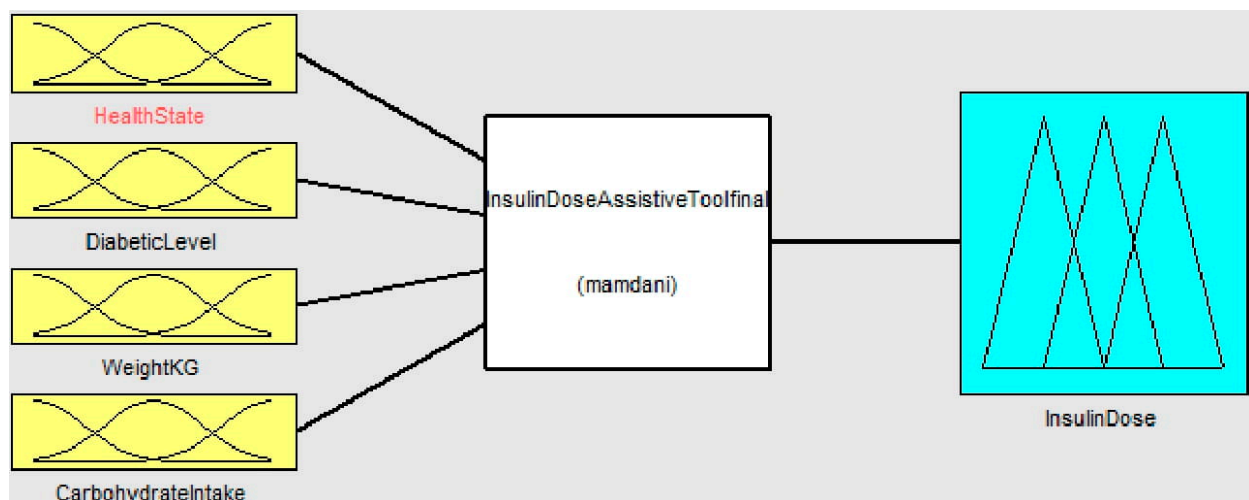 HealthState
DiabeticLevel
WeightKG
CarbohydrateIntake
InsulinDoseAssistiveToolfinal
(mamdani)
InsulinDose